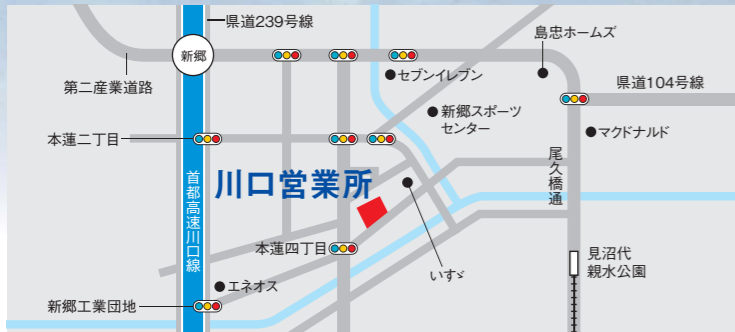 県道239号線
新郷
島忠ホームズ
セブンイレブン
第二産業道路
県道104号線
新郷スポーツ
センター
本蓮二丁目
マクドナルド
尾久橋通
首都高速川口線
川口営業所
本蓮四丁目
いすゞ
見沼代
親水公園
エネオス
新郷工業団地